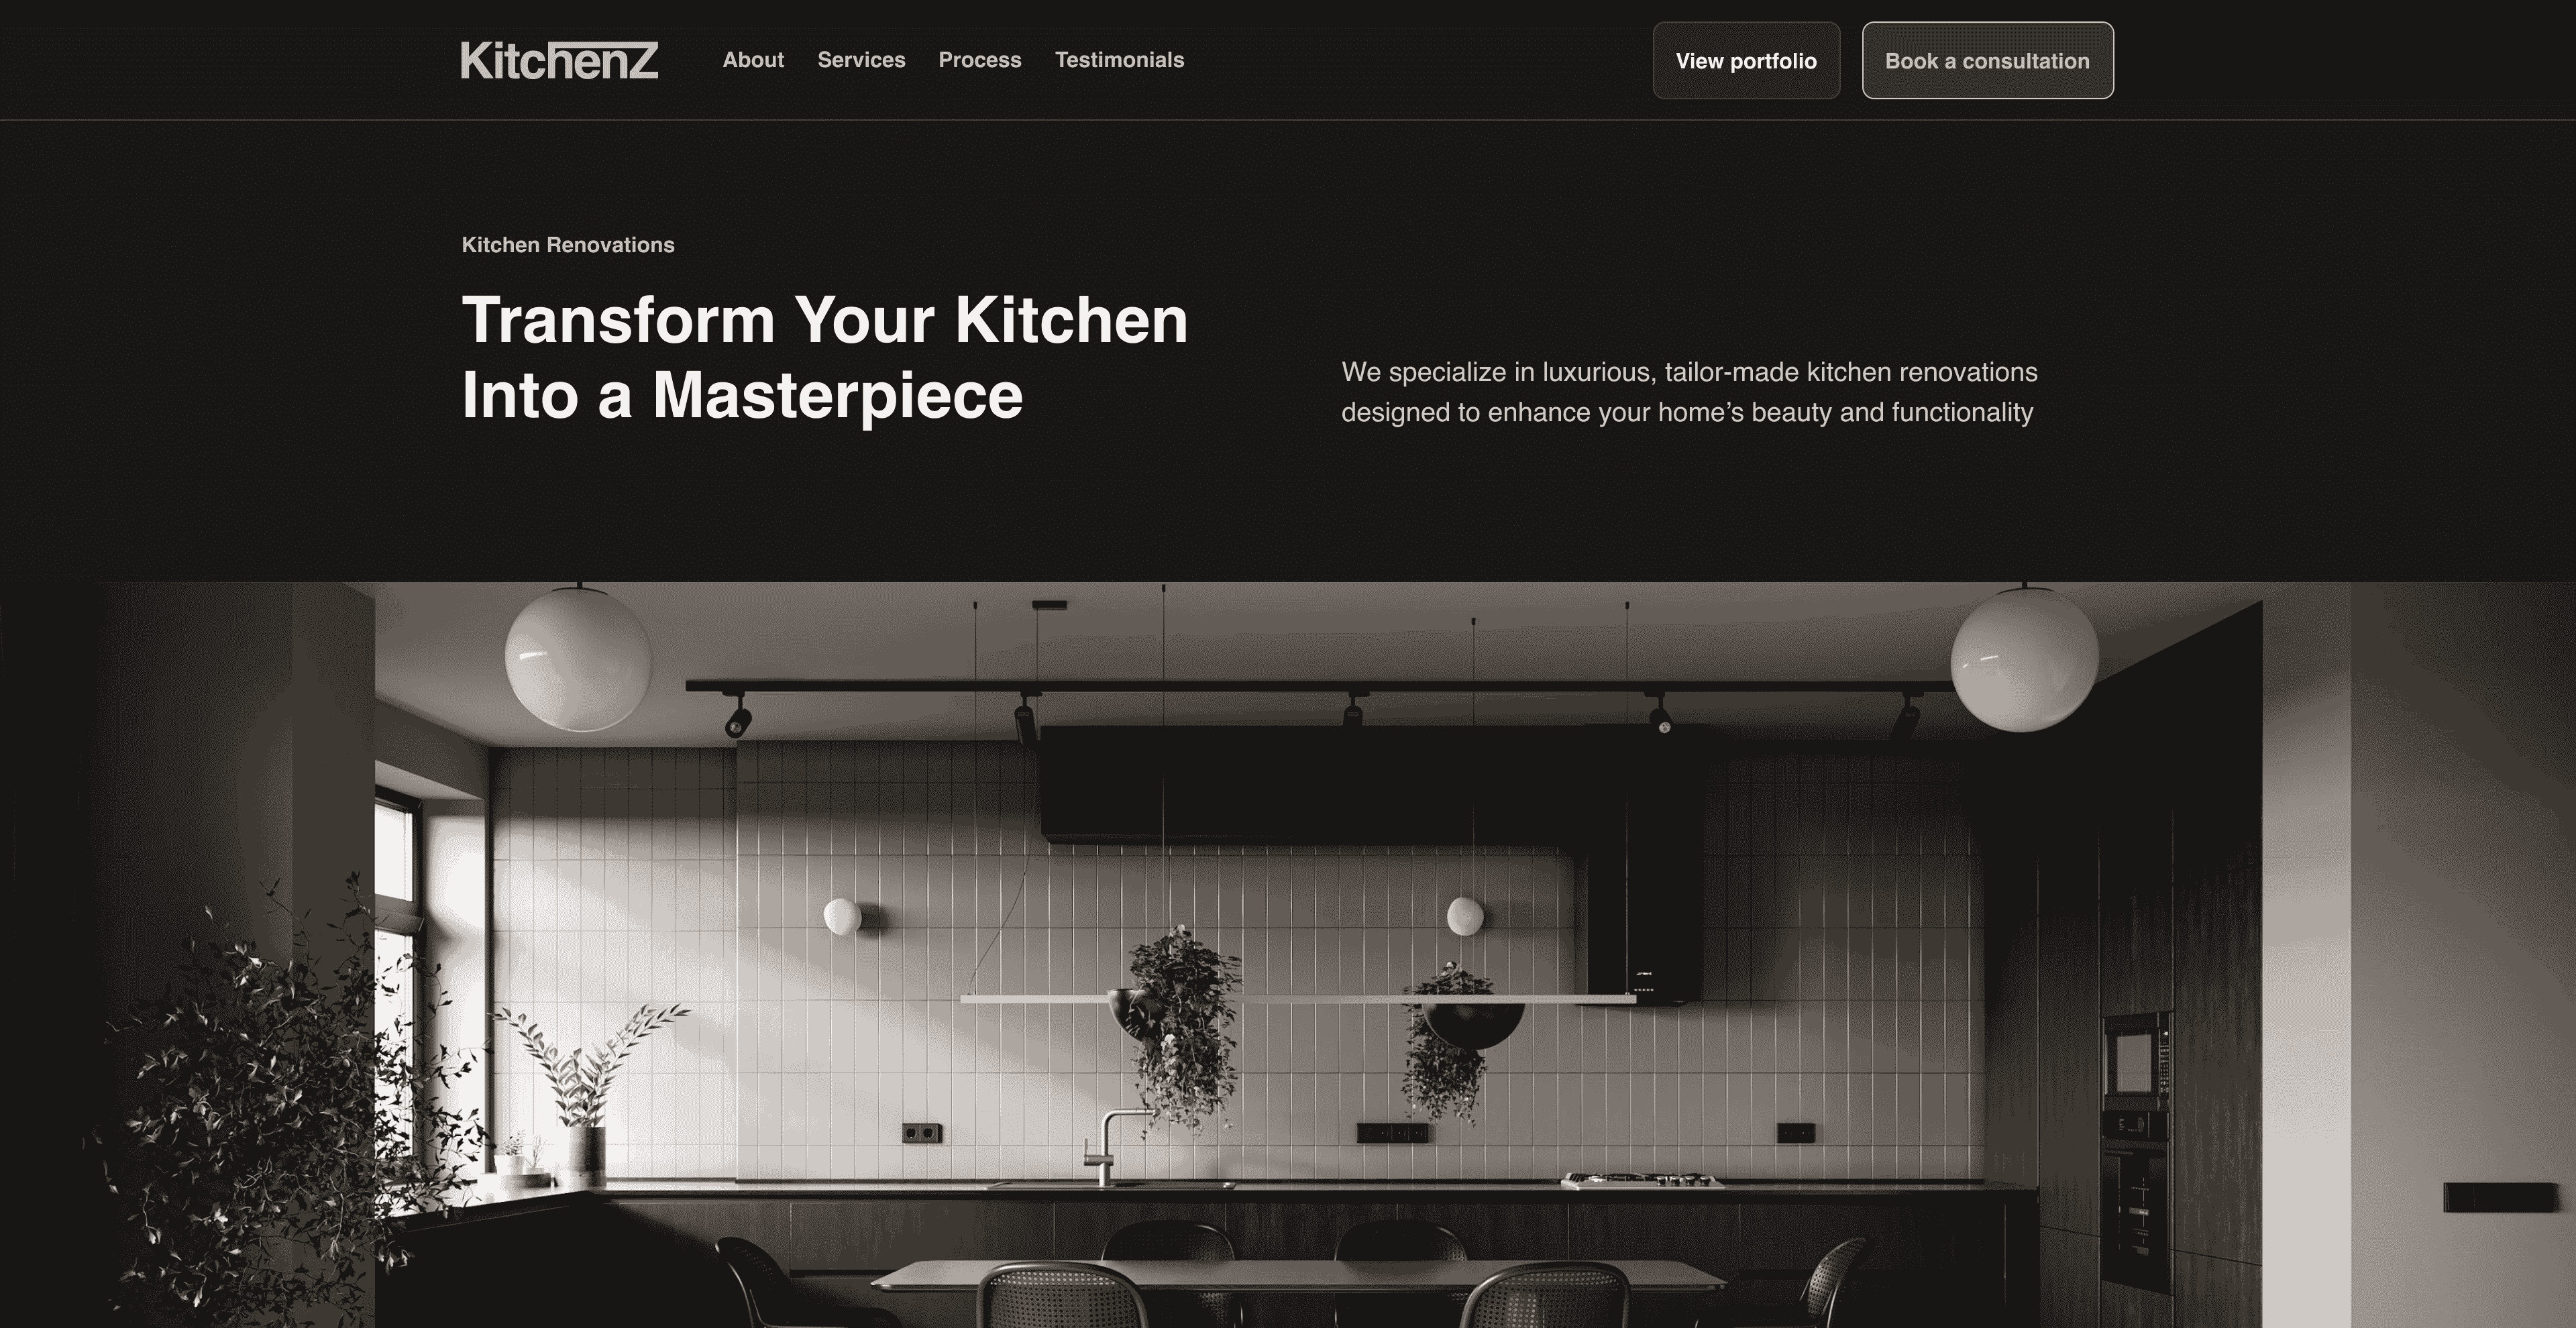 KitchenZ
About
Services
Process
Testimonials
View portfolio
Book a consultation
Kitchen Renovations
Transform Your Kitchen
Into a Masterpiece
We specialize in luxurious, tailor-made kitchen renovations
designed to enhance your home’s beauty and functionality